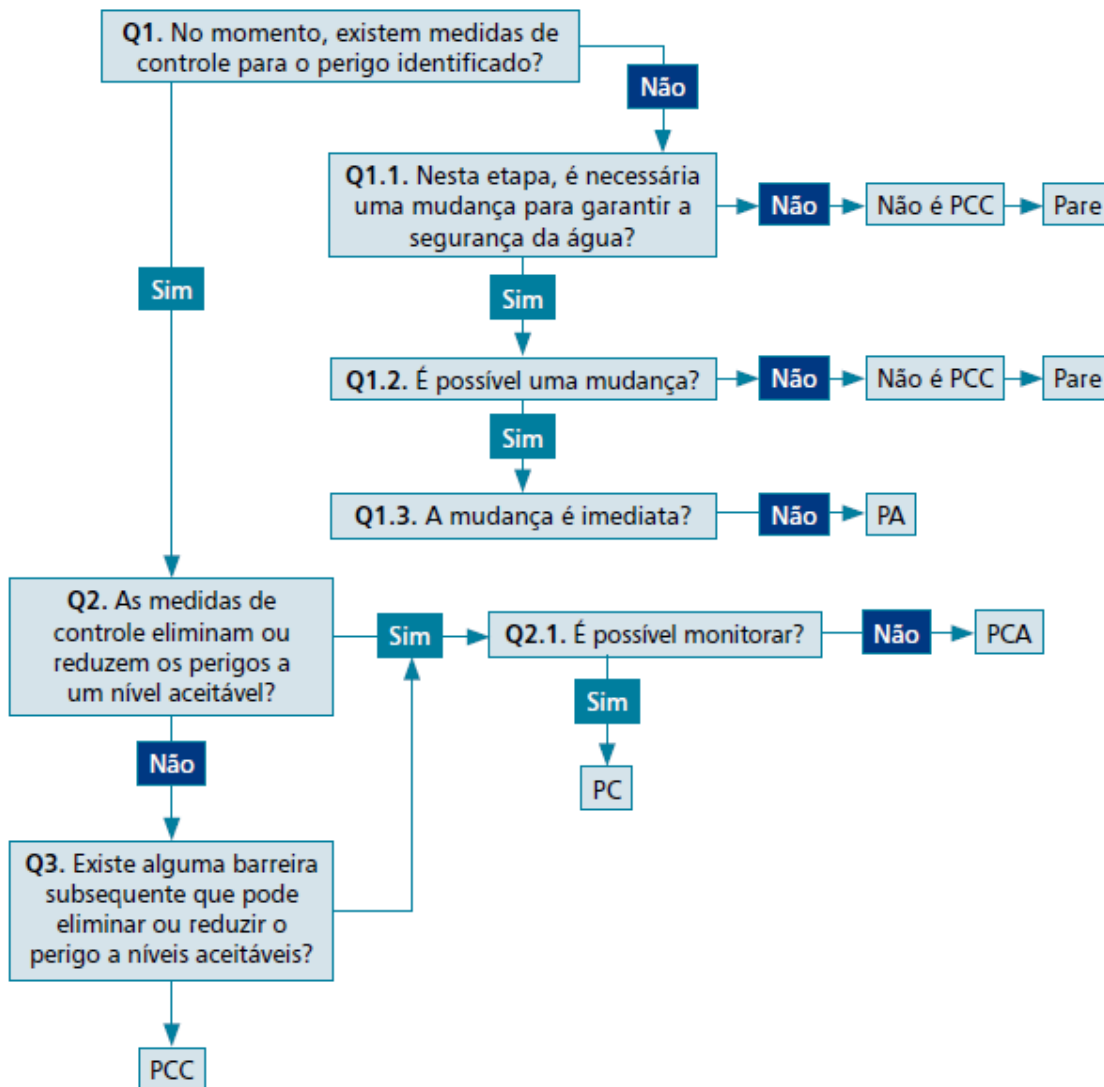 Q1. No momento, existem medidas de
controle para o perigo identificado?
Não
Q1.1. Nesta etapa, é necessária
uma mudança para garantir a
segurança da água?
Não
Não é PCC
Pare
Sim
Sim
Q1.2. É possível uma mudança?
Não
Não é PCC
Pare
Sim
Q1.3. A mudança é imediata?
Não
PA
Q2. As medidas de
controle eliminam ou
reduzem os perigos a
um nível aceitável?
Sim
Q2.1. É possível monitorar?
Não
PCA
Sim
PC
Não
Q3. Existe alguma barreira
subsequente que pode
eliminar ou reduzir o
perigo a níveis aceitáveis?
PCC